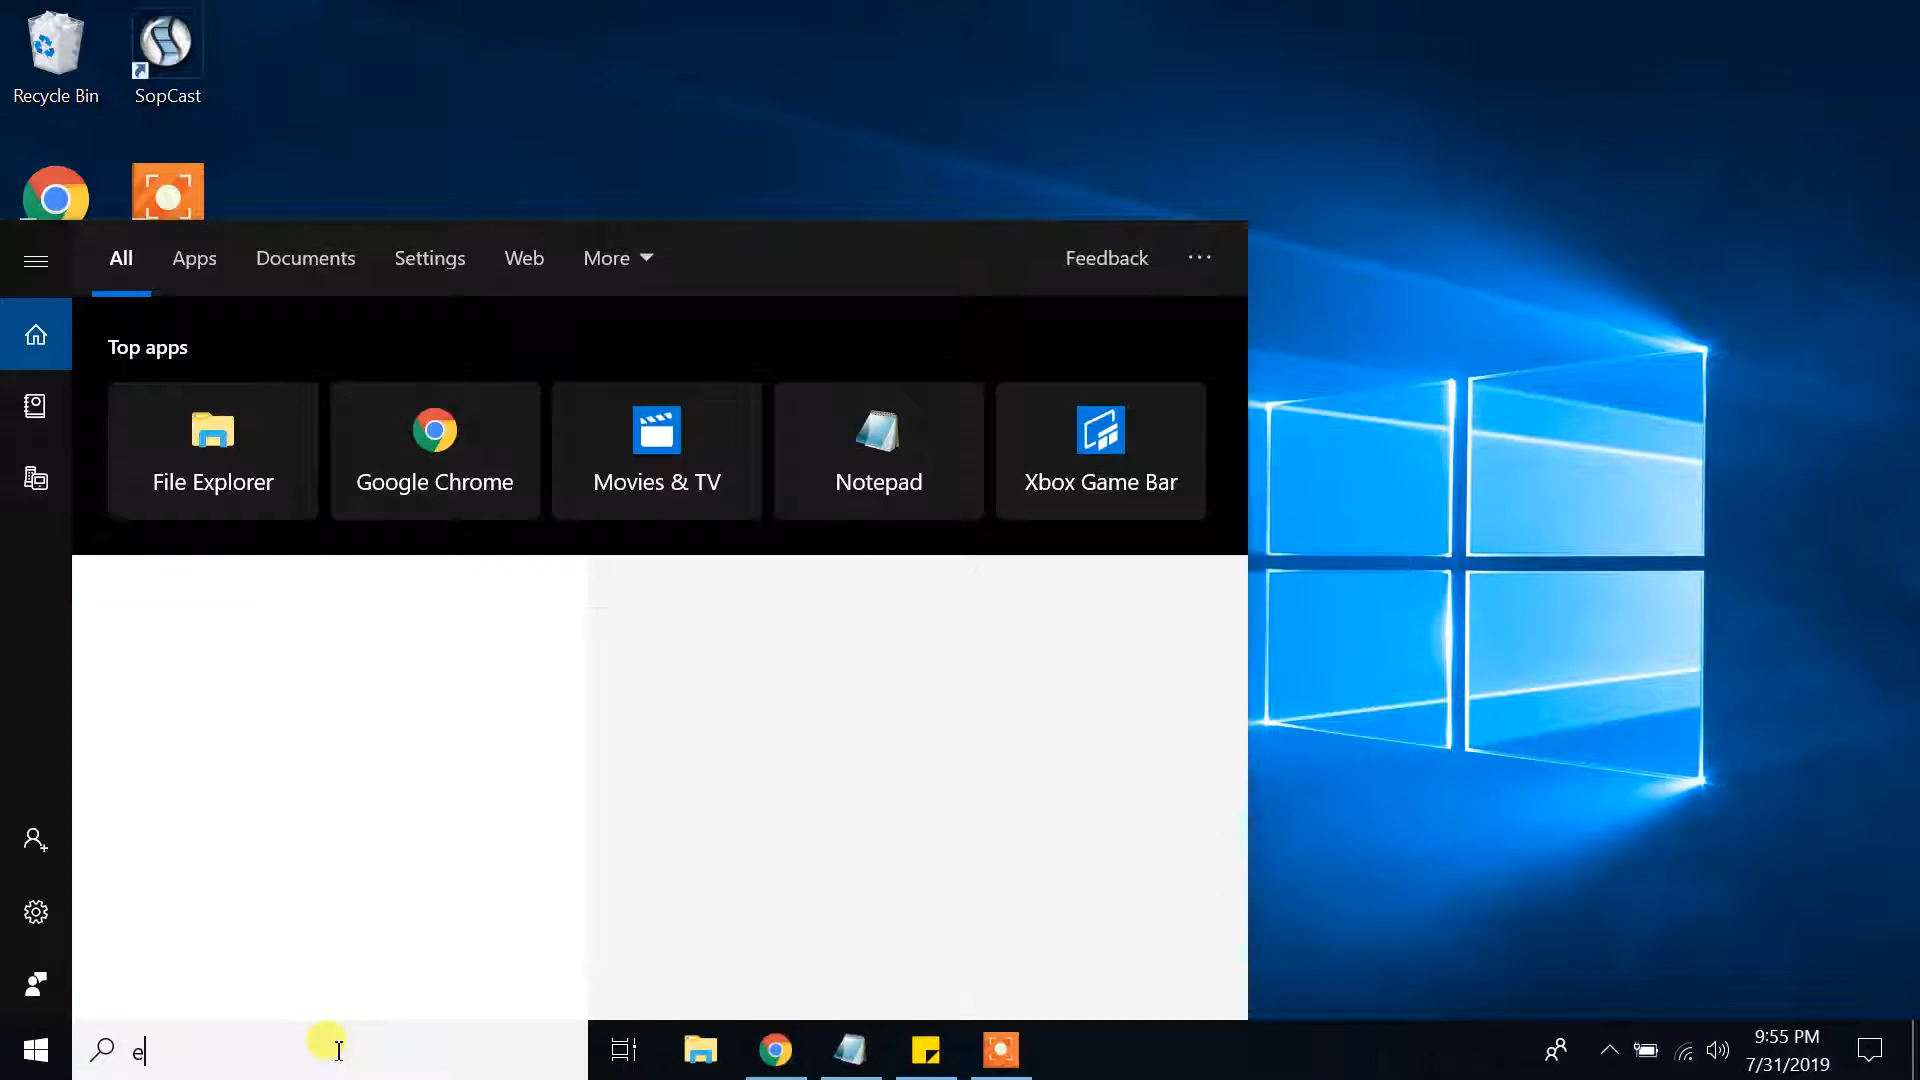 Recycle Bin
SopCast
All Apps Documents Settings Web More Feedback ...
Top apps
File Explorer Google Chrome Movies & TV Notepad Xbox Game Bar
e
9:55 PM
7/31/2019